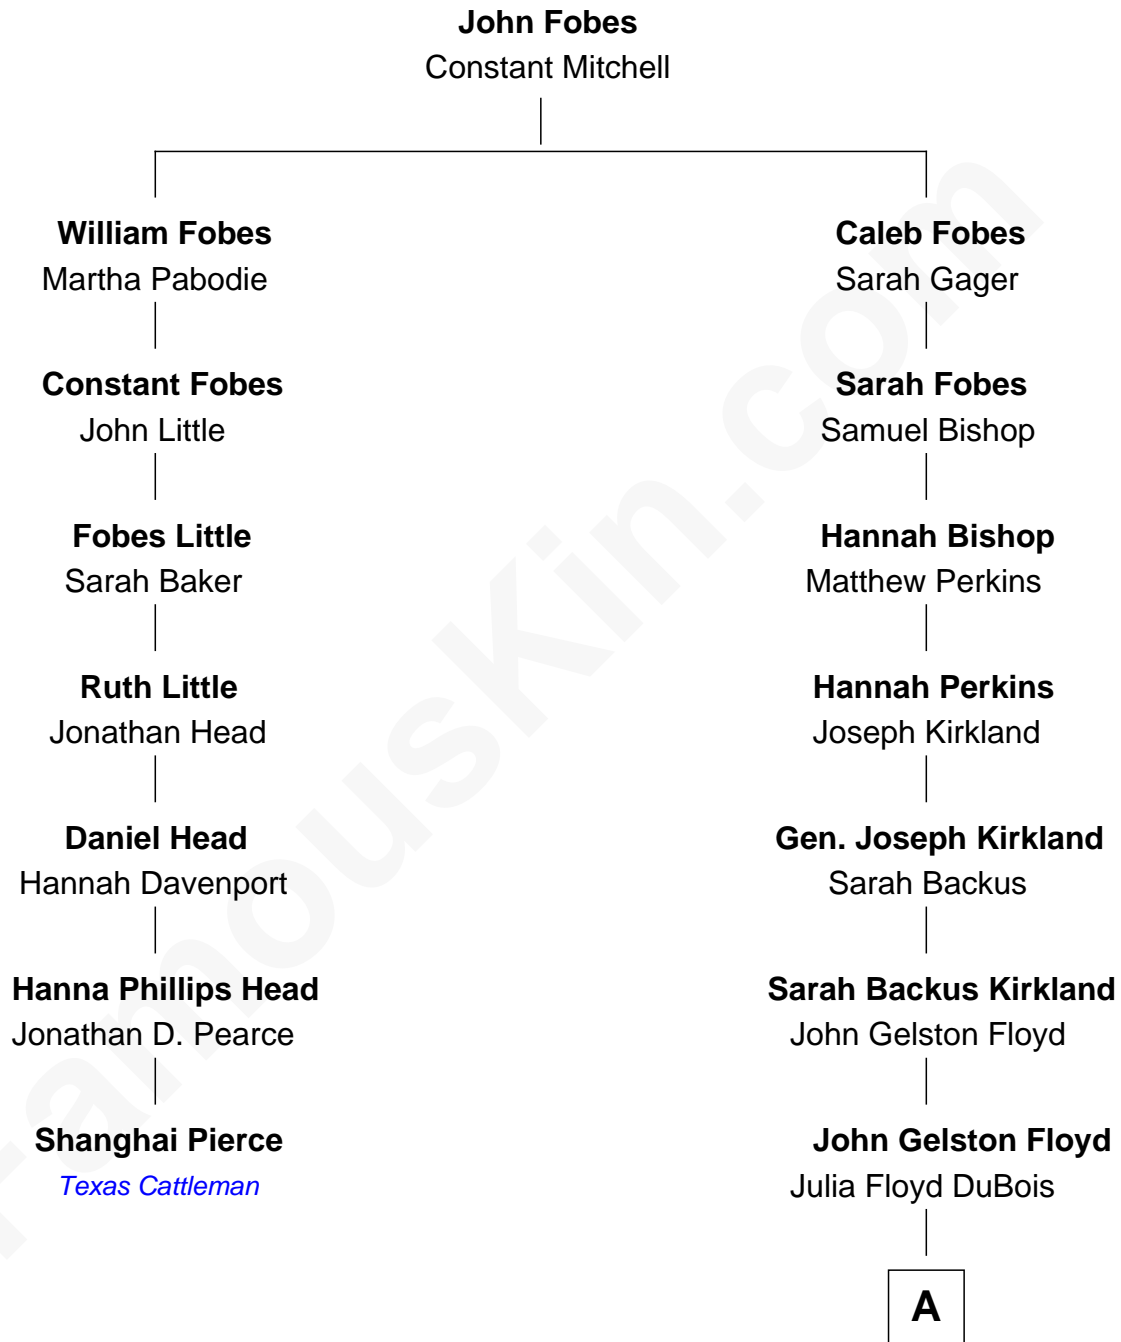 John Fobes
Constant Mitchell
William Fobes
Martha Pabodie
Caleb Fobes
Sarah Gager
Constant Fobes
John Little
Sarah Fobes
Samuel Bishop
Fobes Little
Sarah Baker
Hannah Bishop
Matthew Perkins
Ruth Little
Jonathan Head
Hannah Perkins
Joseph Kirkland
Daniel Head
Hannah Davenport
Gen. Joseph Kirkland
Sarah Backus
Hanna Phillips Head
Jonathan D. Pearce
Sarah Backus Kirkland
John Gelston Floyd
Shanghai Pierce
Texas Cattleman
John Gelston Floyd
Julia Floyd DuBois
A
FamousKin.com